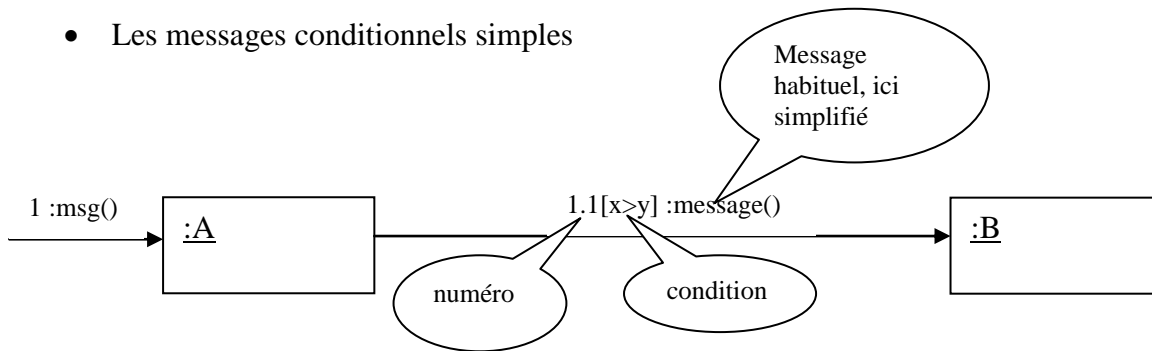 • Les messages conditionnels simples
Message
habituel, ici
simplifié
1 :msg()
:A
1.1[x>y] :message()
:B
numéro
condition